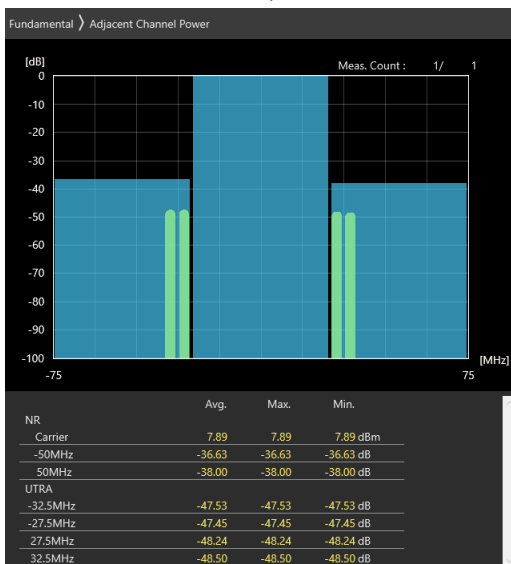 Fundamental 〉 Adjacent Channel Power
[dB] Meas. Count : 1/ 1
0
-10
-20
-30
-40
-50
-60
-70
-80
-90
-100
[MHz]
-75 75
Avg. Max. Min.
NR
Carrier 7.89 7.89 7.89 dBm
-50MHz -36.63 -36.63 -36.63 dB
50MHz -38.00 -38.00 -38.00 dB
UTRA
-32.5MHz -47.53 -47.53 -47.53 dB
-27.5MHz -47.45 -47.45 -47.45 dB
27.5MHz -48.24 -48.24 -48.24 dB
32.5MHz -48.50 -48.50 -48.50 dB